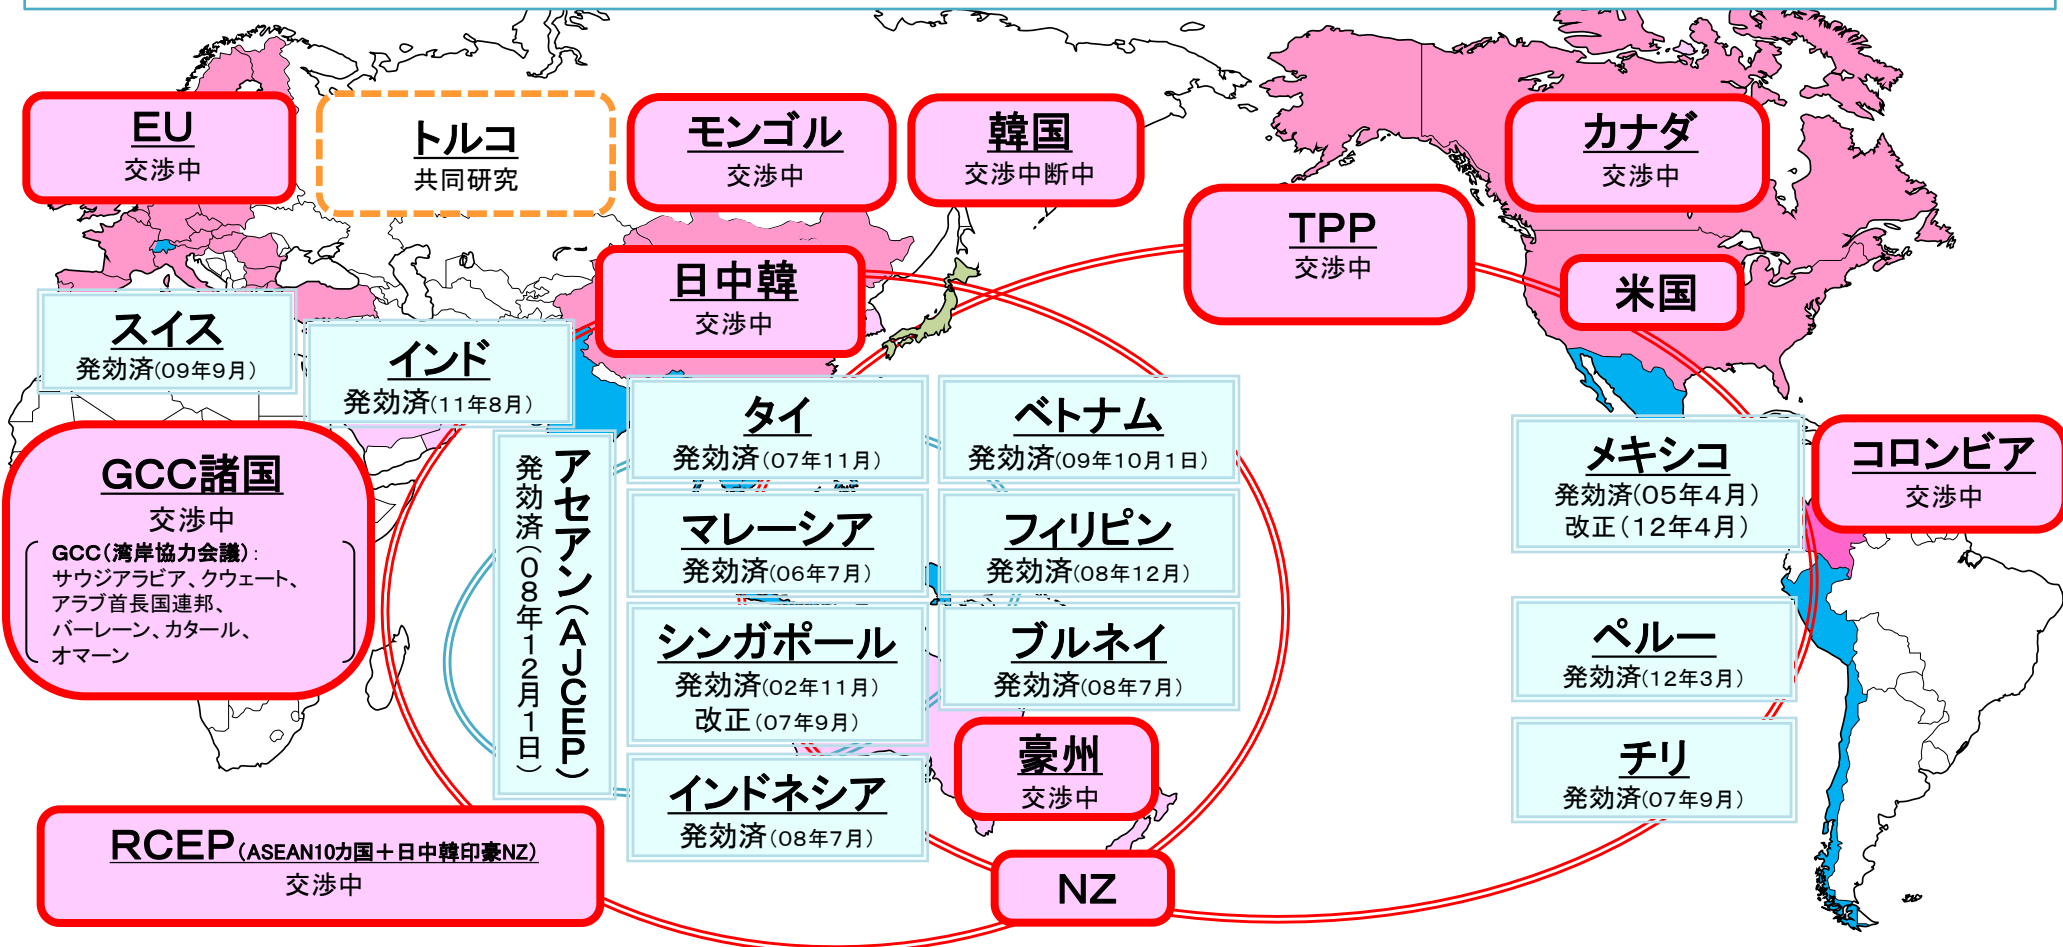 EU
交渉中
トルコ
共同研究
モンゴル
交渉中
韓国
交渉中断中
カナダ
交渉中
TPP
交渉中
日中韓
交渉中
米国
スイス
発効済(09年9月)
インド
発効済(11年8月)
タイ
発効済(07年11月)
ベトナム
発効済(09年10月1日)
メキシコ
発効済(05年4月)
改正(12年4月)
コロンビア
交渉中
GCC諸国
交渉中
GCC(湾岸協力会議):
サウジアラビア、クウェート、
アラブ首長国連邦、
バーレーン、カタール、
オマーン
アセアン(AJCEP)
発効済(08年12月1日)
マレーシア
発効済(06年7月)
フィリピン
発効済(08年12月)
シンガポール
発効済(02年11月)
改正(07年9月)
ブルネイ
発効済(08年7月)
ペルー
発効済(12年3月)
豪州
交渉中
チリ
発効済(07年9月)
インドネシア
発効済(08年7月)
RCEP(ASEAN10カ国+日中韓印豪NZ)
交渉中
NZ